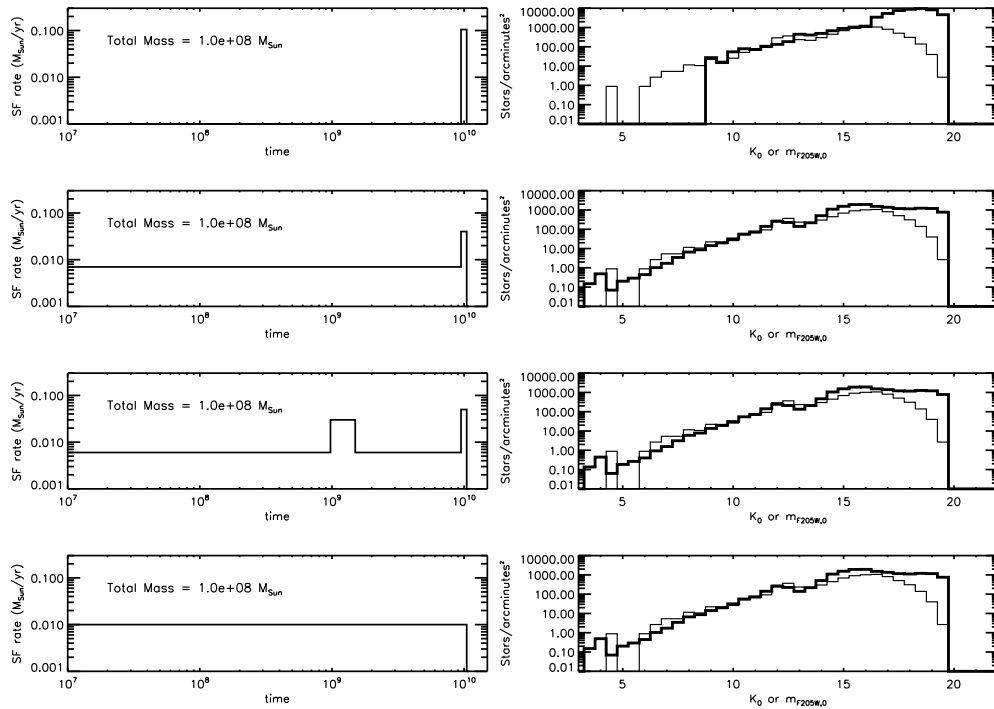 SF rate (M_Sun/yr)
0.100
0.010
0.001
Total Mass = 1.0e+08 M_Sun
10^7 10^8 10^9 10^10
time
Stars/arcminutes²
10000.00
1000.00
100.00
10.00
1.00
0.10
0.01
5 10 15 20
K_0 or m_F205W,0
SF rate (M_Sun/yr)
0.100
0.010
0.001
Total Mass = 1.0e+08 M_Sun
10^7 10^8 10^9 10^10
time
Stars/arcminutes²
10000.00
1000.00
100.00
10.00
1.00
0.10
0.01
5 10 15 20
K_0 or m_F205W,0
SF rate (M_Sun/yr)
0.100
0.010
0.001
Total Mass = 1.0e+08 M_Sun
10^7 10^8 10^9 10^10
time
Stars/arcminutes²
10000.00
1000.00
100.00
10.00
1.00
0.10
0.01
5 10 15 20
K_0 or m_F205W,0
SF rate (M_Sun/yr)
0.100
0.010
0.001
Total Mass = 1.0e+08 M_Sun
10^7 10^8 10^9 10^10
time
Stars/arcminutes²
10000.00
1000.00
100.00
10.00
1.00
0.10
0.01
5 10 15 20
K_0 or m_F205W,0